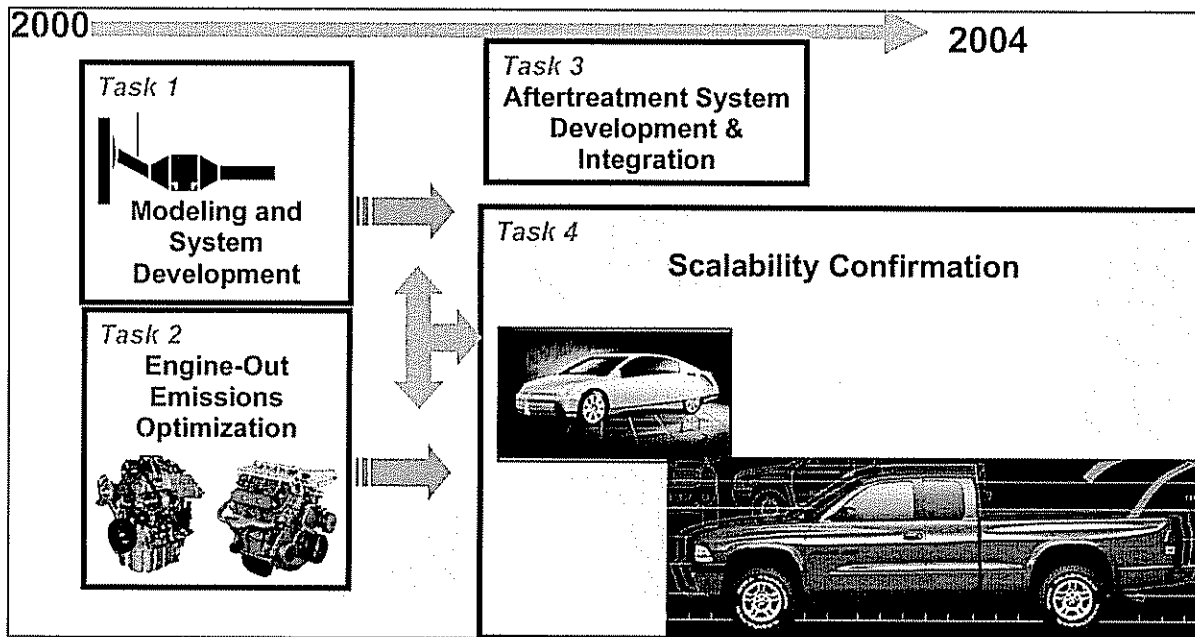 2000
2004
Task 1
Modeling and
System
Development
Task 2
Engine-Out
Emissions
Optimization
Task 3
Aftertreatment System
Development &
Integration
Task 4
Scalability Confirmation